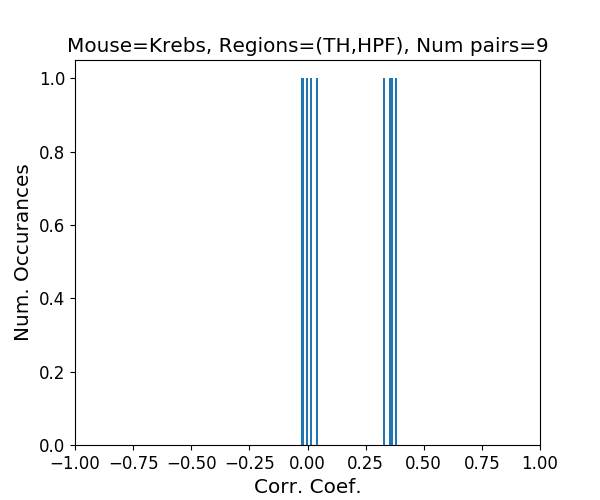 Mouse=Krebs, Regions=(TH,HPF), Num pairs=9
1.0
0.8
0.6
0.4
0.2
0.0
Num. Occurances
−1.00 −0.75 −0.50 −0.25 0.00 0.25 0.50 0.75 1.00
Corr. Coef.